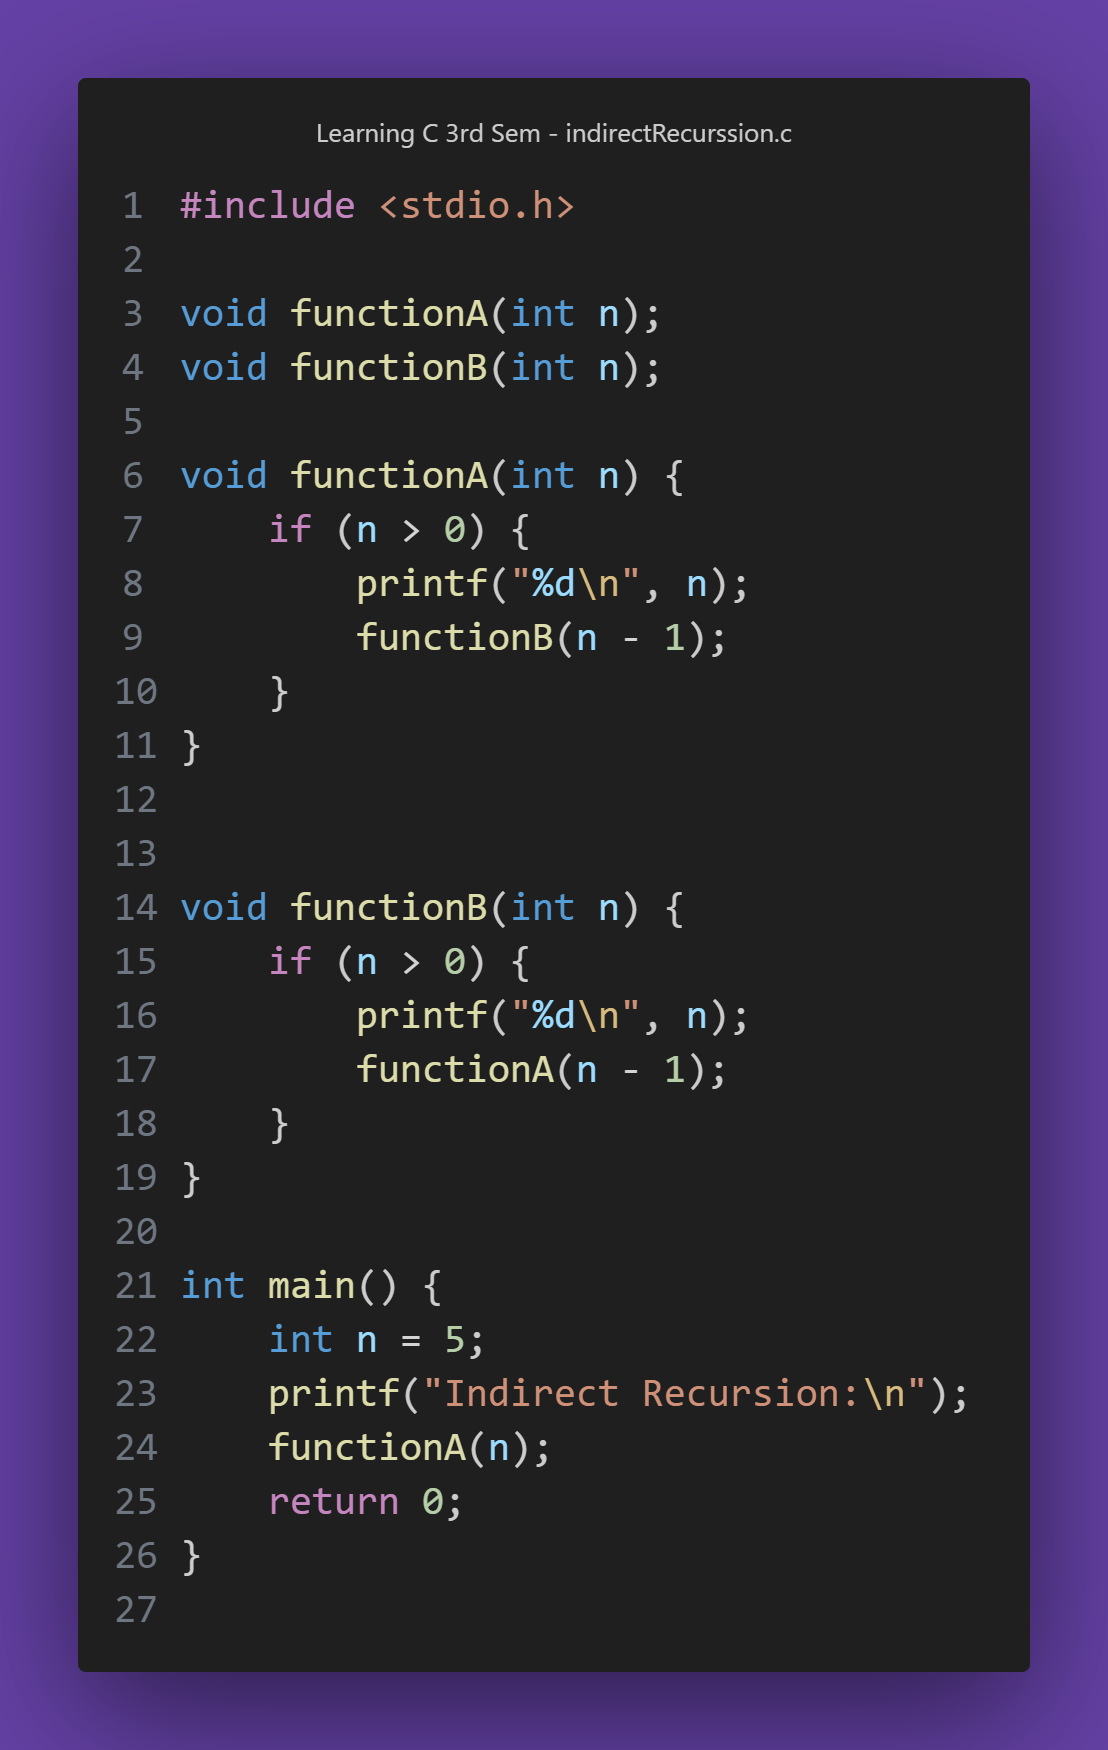 Learning C 3rd Sem - indirectRecurssion.c
1 #include <stdio.h>
2
3 void functionA(int n);
4 void functionB(int n);
5
6 void functionA(int n) {
7     if (n > 0) {
8         printf("%d\n", n);
9         functionB(n - 1);
10     }
11 }
12
13
14 void functionB(int n) {
15     if (n > 0) {
16         printf("%d\n", n);
17         functionA(n - 1);
18     }
19 }
20
21 int main() {
22     int n = 5;
23     printf("Indirect Recursion:\n");
24     functionA(n);
25     return 0;
26 }
27